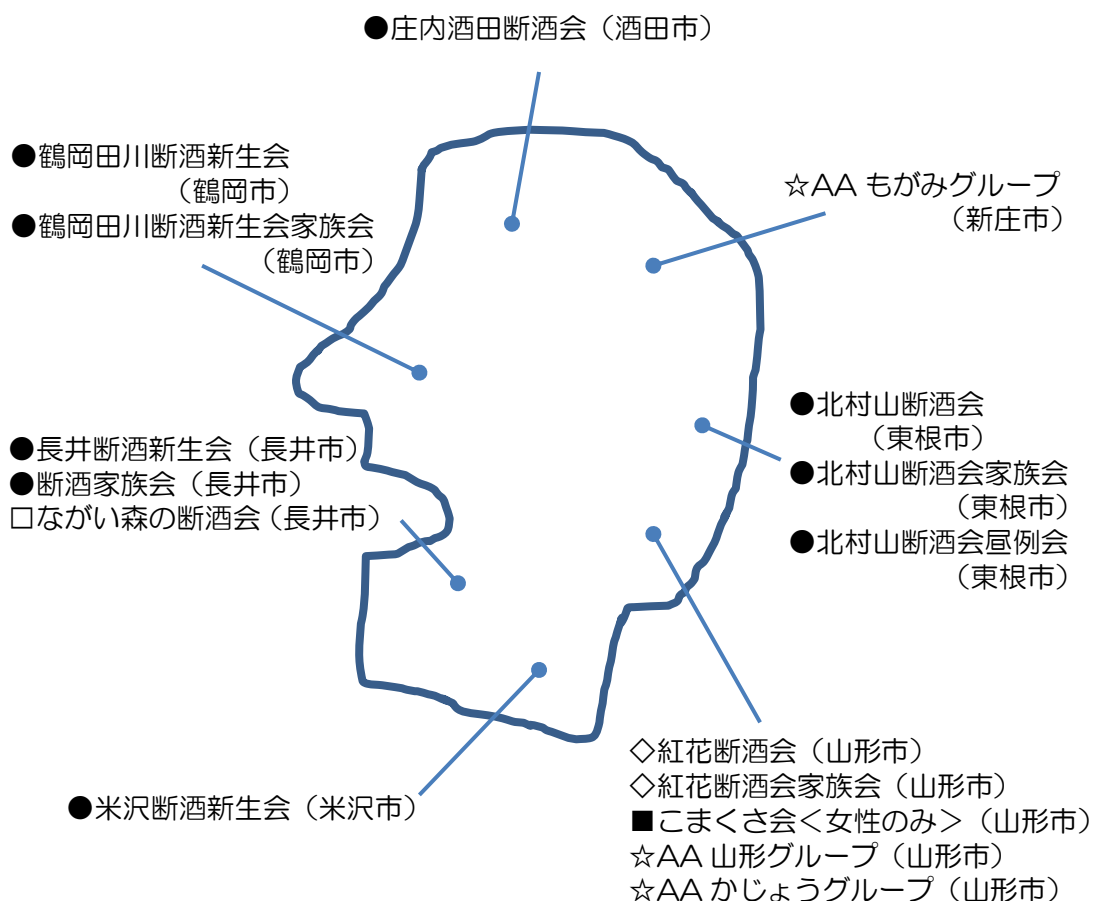 ●庄内酒田断酒会（酒田市）
●鶴岡田川断酒新生会
（鶴岡市）
●鶴岡田川断酒新生会家族会
（鶴岡市）
☆AA もがみグループ
（新庄市）
●北村山断酒会
（東根市）
●北村山断酒会家族会
（東根市）
●北村山断酒会昼例会
（東根市）
●長井断酒新生会（長井市）
●断酒家族会（長井市）
□ながい森の断酒会（長井市）
●米沢断酒新生会（米沢市）
◇紅花断酒会（山形市）
◇紅花断酒会家族会（山形市）
■こまくさ会＜女性のみ＞（山形市）
☆AA 山形グループ（山形市）
☆AA かじょうグループ（山形市）